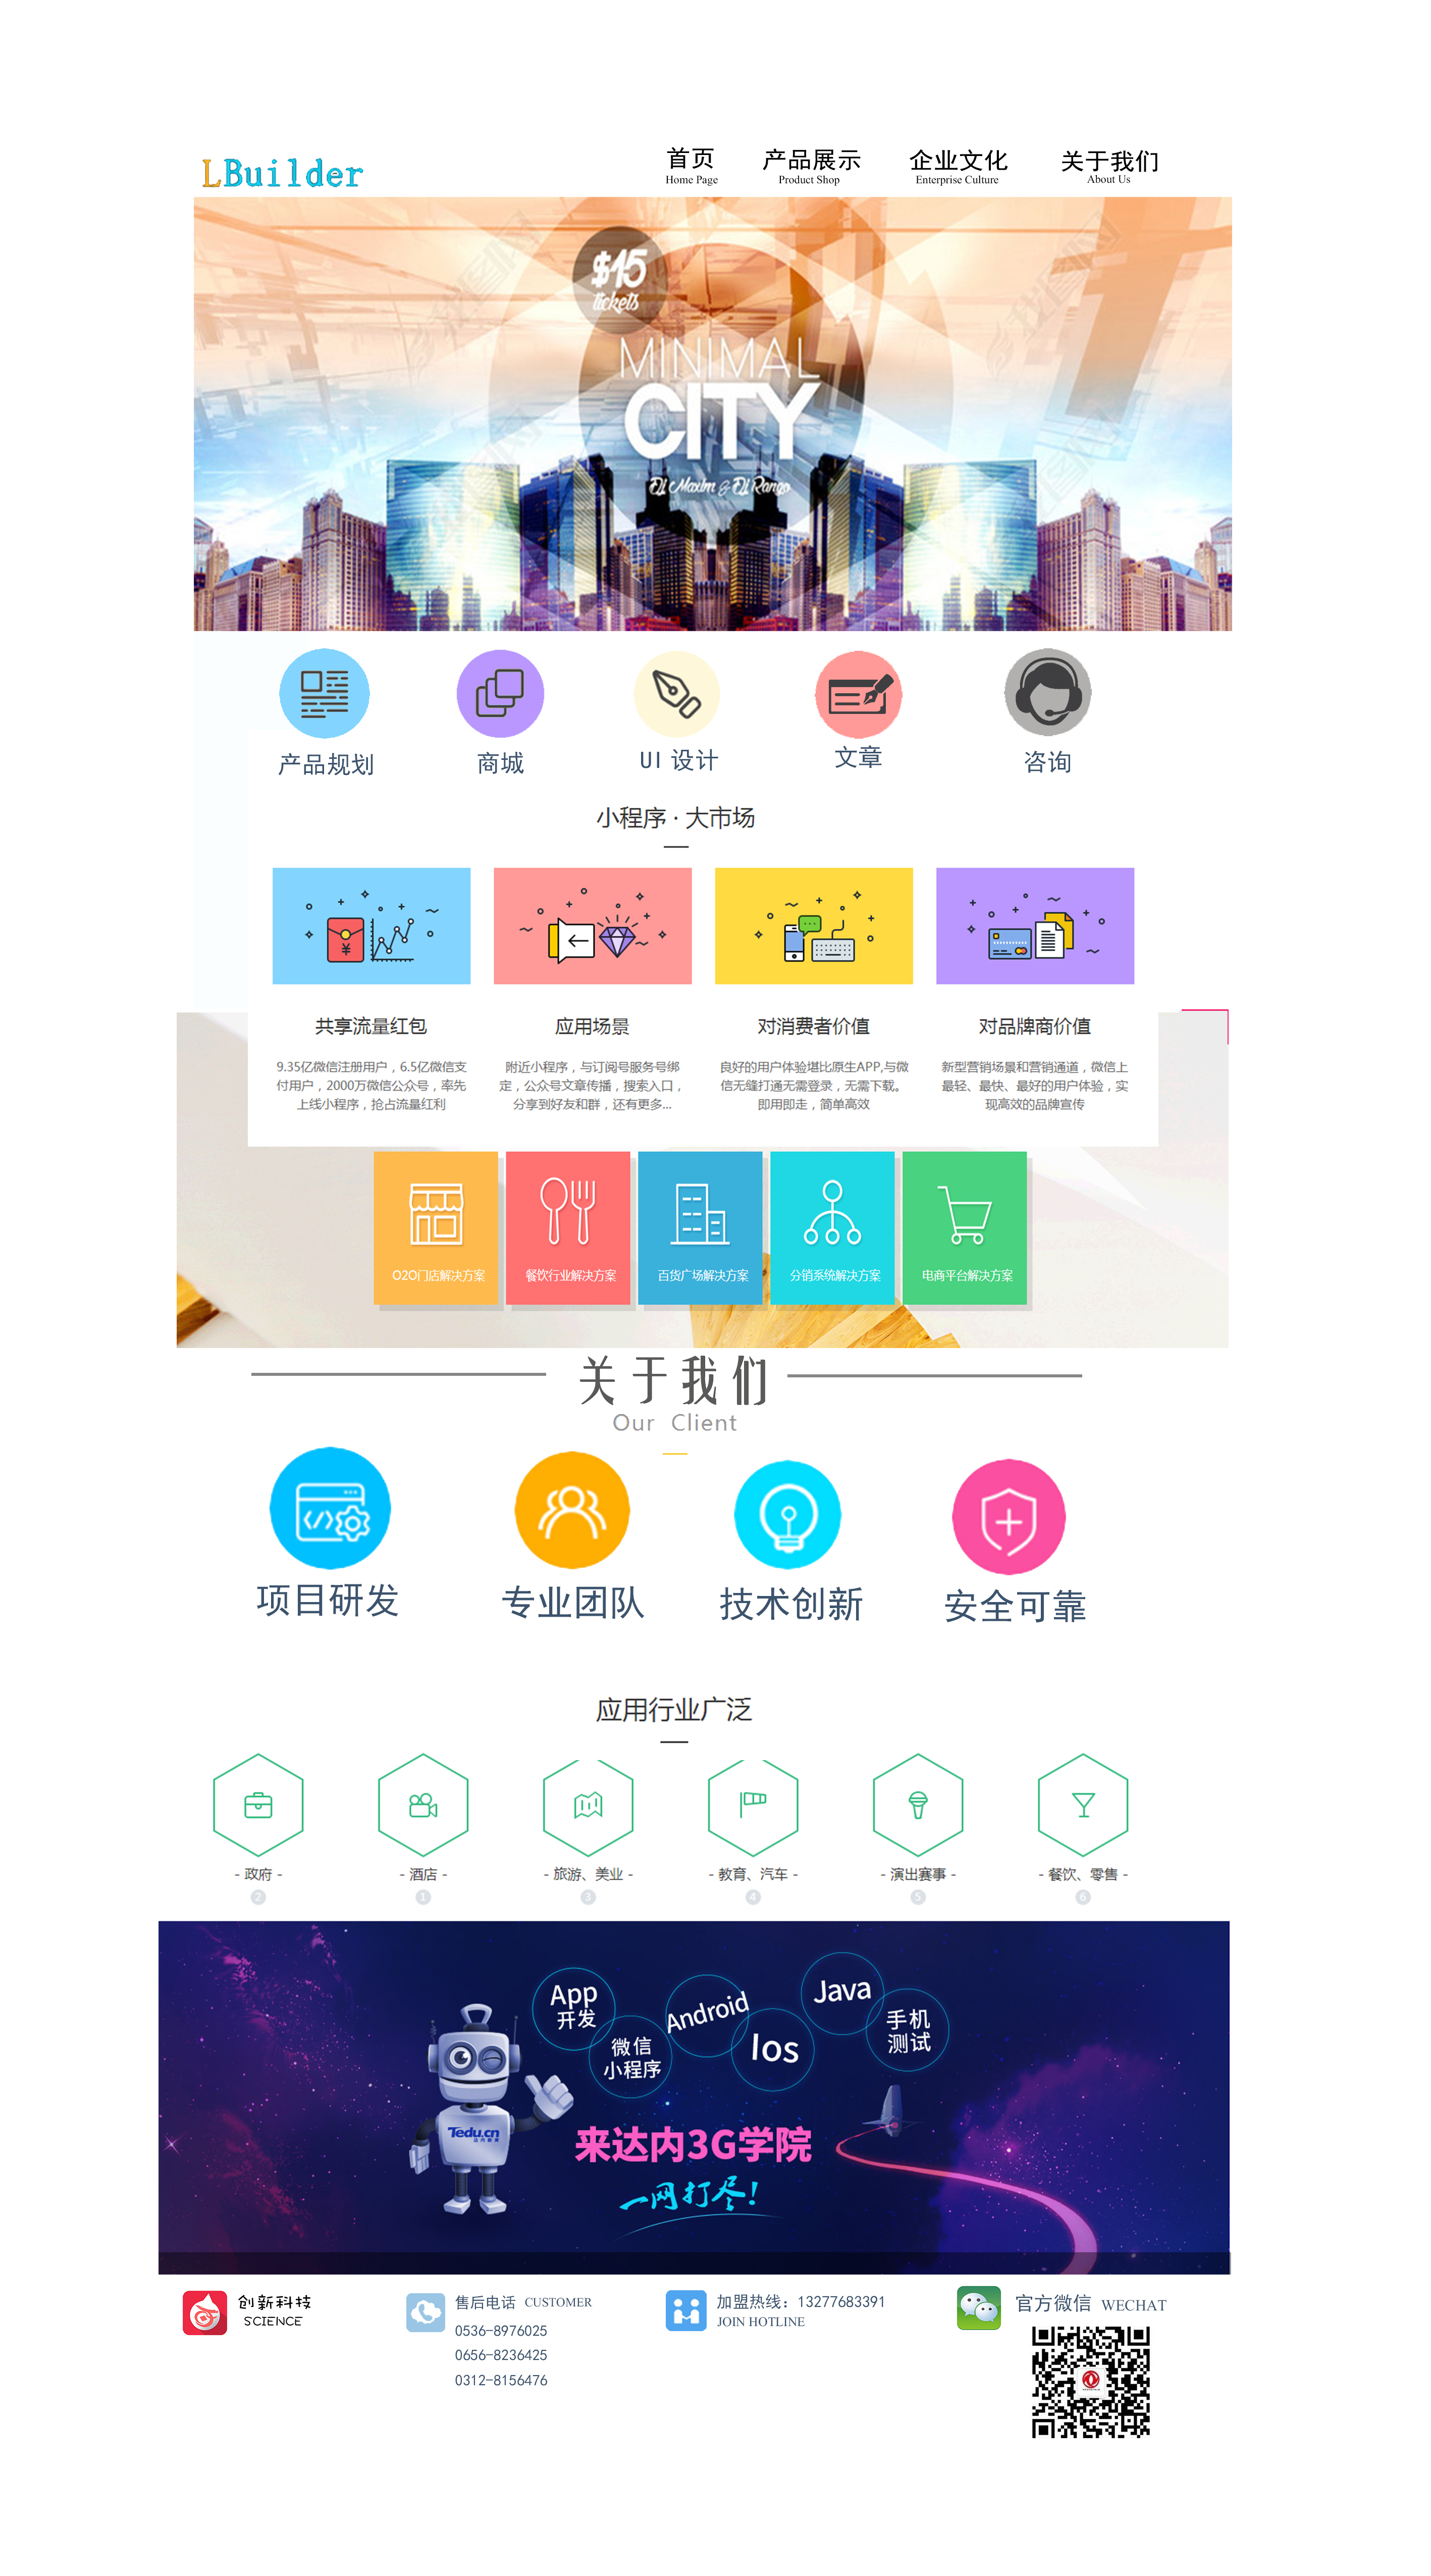 LBuilder
首页
Home Page
产品展示
Product Shop
企业文化
Enterprise Culture
关于我们
About Us
$15
tickets
MINIMAL
CITY
Dj Maxim & Dj Rango
产品规划
商城
UI 设计
文章
咨询
小程序 · 大市场
¥
共享流量红包
9.35亿微信注册用户，6.5亿微信支
付用户，2000万微信公众号，率先
上线小程序，抢占流量红利
应用场景
附近小程序，与订阅号服务号绑
定，公众号文章传播，搜索入口，
分享到好友和群，还有更多...
对消费者价值
良好的用户体验堪比原生APP,与微
信无缝打通无需登录，无需下载。
即用即走，简单高效
对品牌商价值
新型营销场景和营销通道，微信上
最轻、最快、最好的用户体验，实
现高效的品牌宣传
O2O门店解决方案
餐饮行业解决方案
百货广场解决方案
分销系统解决方案
电商平台解决方案
关于我们
Our Client
项目研发
专业团队
技术创新
安全可靠
应用行业广泛
- 政府 -
2
- 酒店 -
1
- 旅游、美业 -
3
- 教育、汽车 -
4
- 演出赛事 -
5
- 餐饮、零售 -
6
App
开发
微信
小程序
Android
Ios
Java
手机
测试
Tedu.cn
来达内3G学院
一网打尽!
创新科技
SCIENCE
售后电话 CUSTOMER
0536-8976025
0656-8236425
0312-8156476
加盟热线：13277683391
JOIN HOTLINE
官方微信 WECHAT